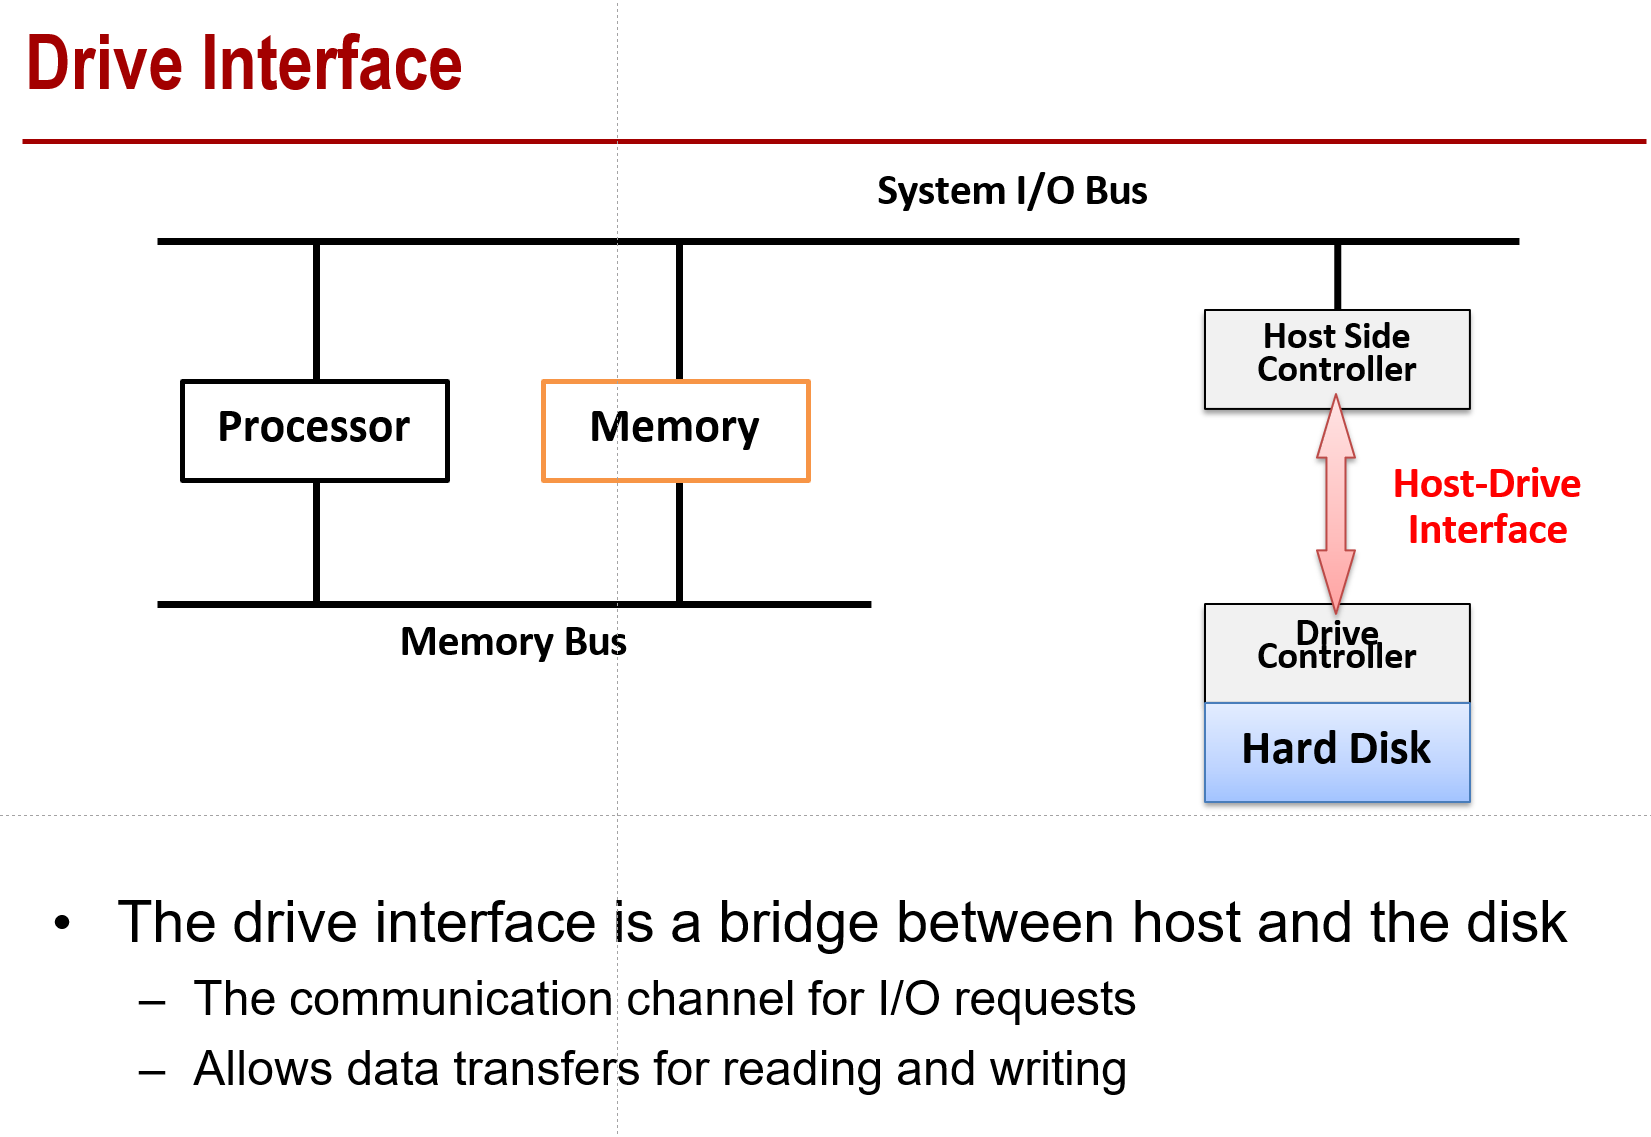 Drive Interface
System I/O Bus
Host Side
Controller
Processor
Memory
Host-Drive
Interface
Memory Bus
Drive
Controller
Hard Disk
• The drive interface is a bridge between host and the disk
– The communication channel for I/O requests
– Allows data transfers for reading and writing